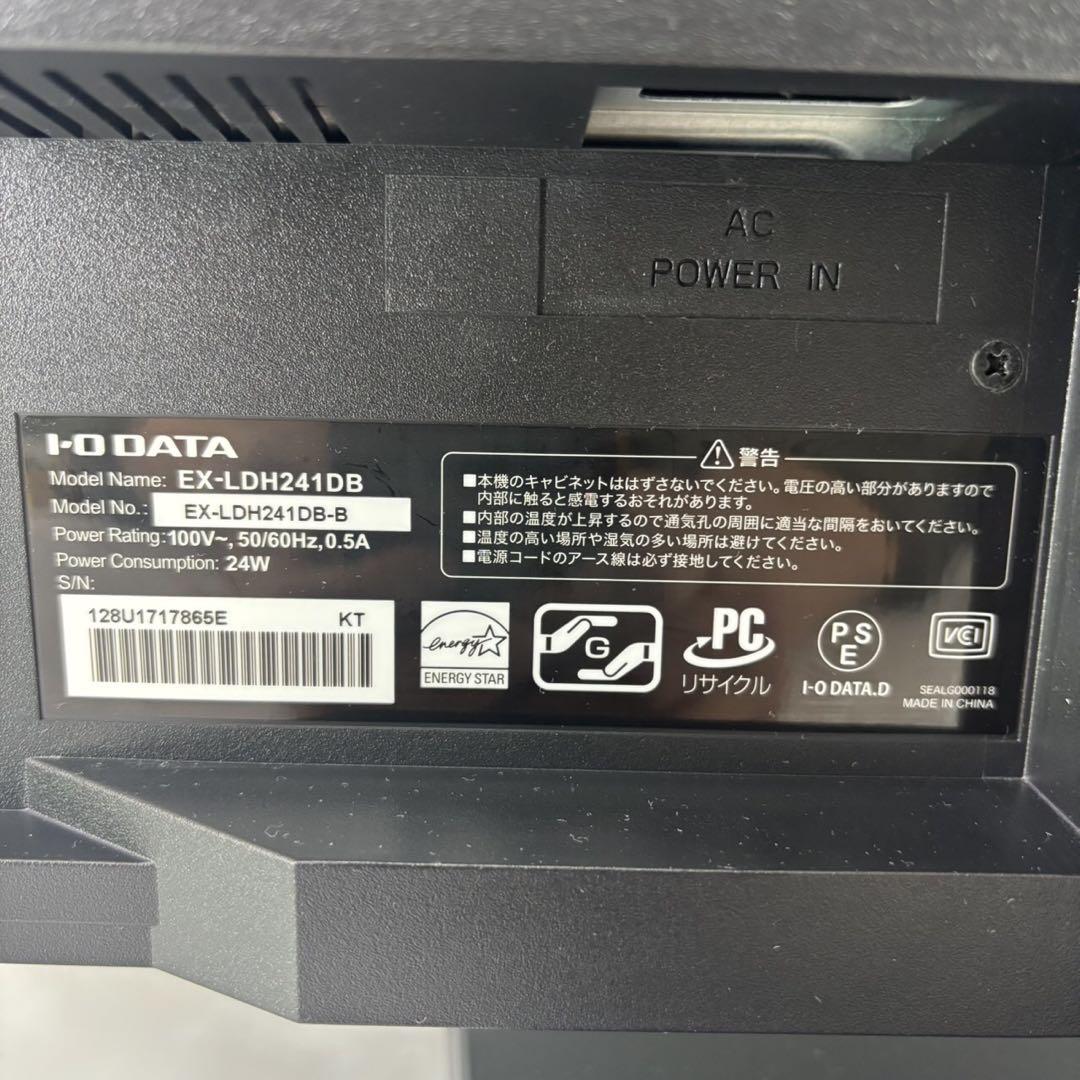 AC
POWER IN
I-O DATA
Model Name: EX-LDH241DB
Model No.: EX-LDH241DB-B
Power Rating: 100V~, 50/60Hz, 0.5A
Power Consumption: 24W
S/N:
128U1717865E KT
警告
■本機のキャビネットははずさないでください。電圧の高い部分がありますので
内部に触ると感電するおそれがあります。
■内部の温度が上昇するので通気孔の周囲に適当な間隔をおいてください。
■温度の高い場所や湿気の多い場所は避けてください。
■電源コードのアース線は必ず接地してください。
energy
ENERGY STAR
G
PC
リサイクル
PS
E
I-O DATA.D
VCI
SEALG000118
MADE IN CHINA